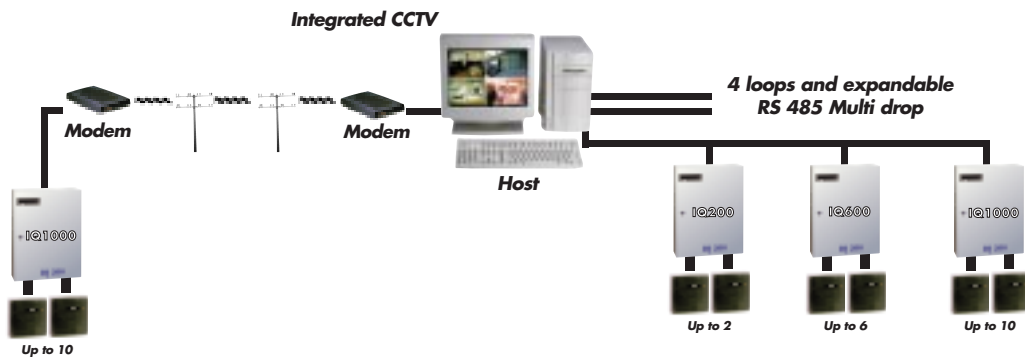 Integrated CCTV
4 loops and expandable
RS 485 Multi drop
Modem
Modem
Host
IQ1000
IQ200
IQ600
IQ1000
Up to 10
Up to 2
Up to 6
Up to 10